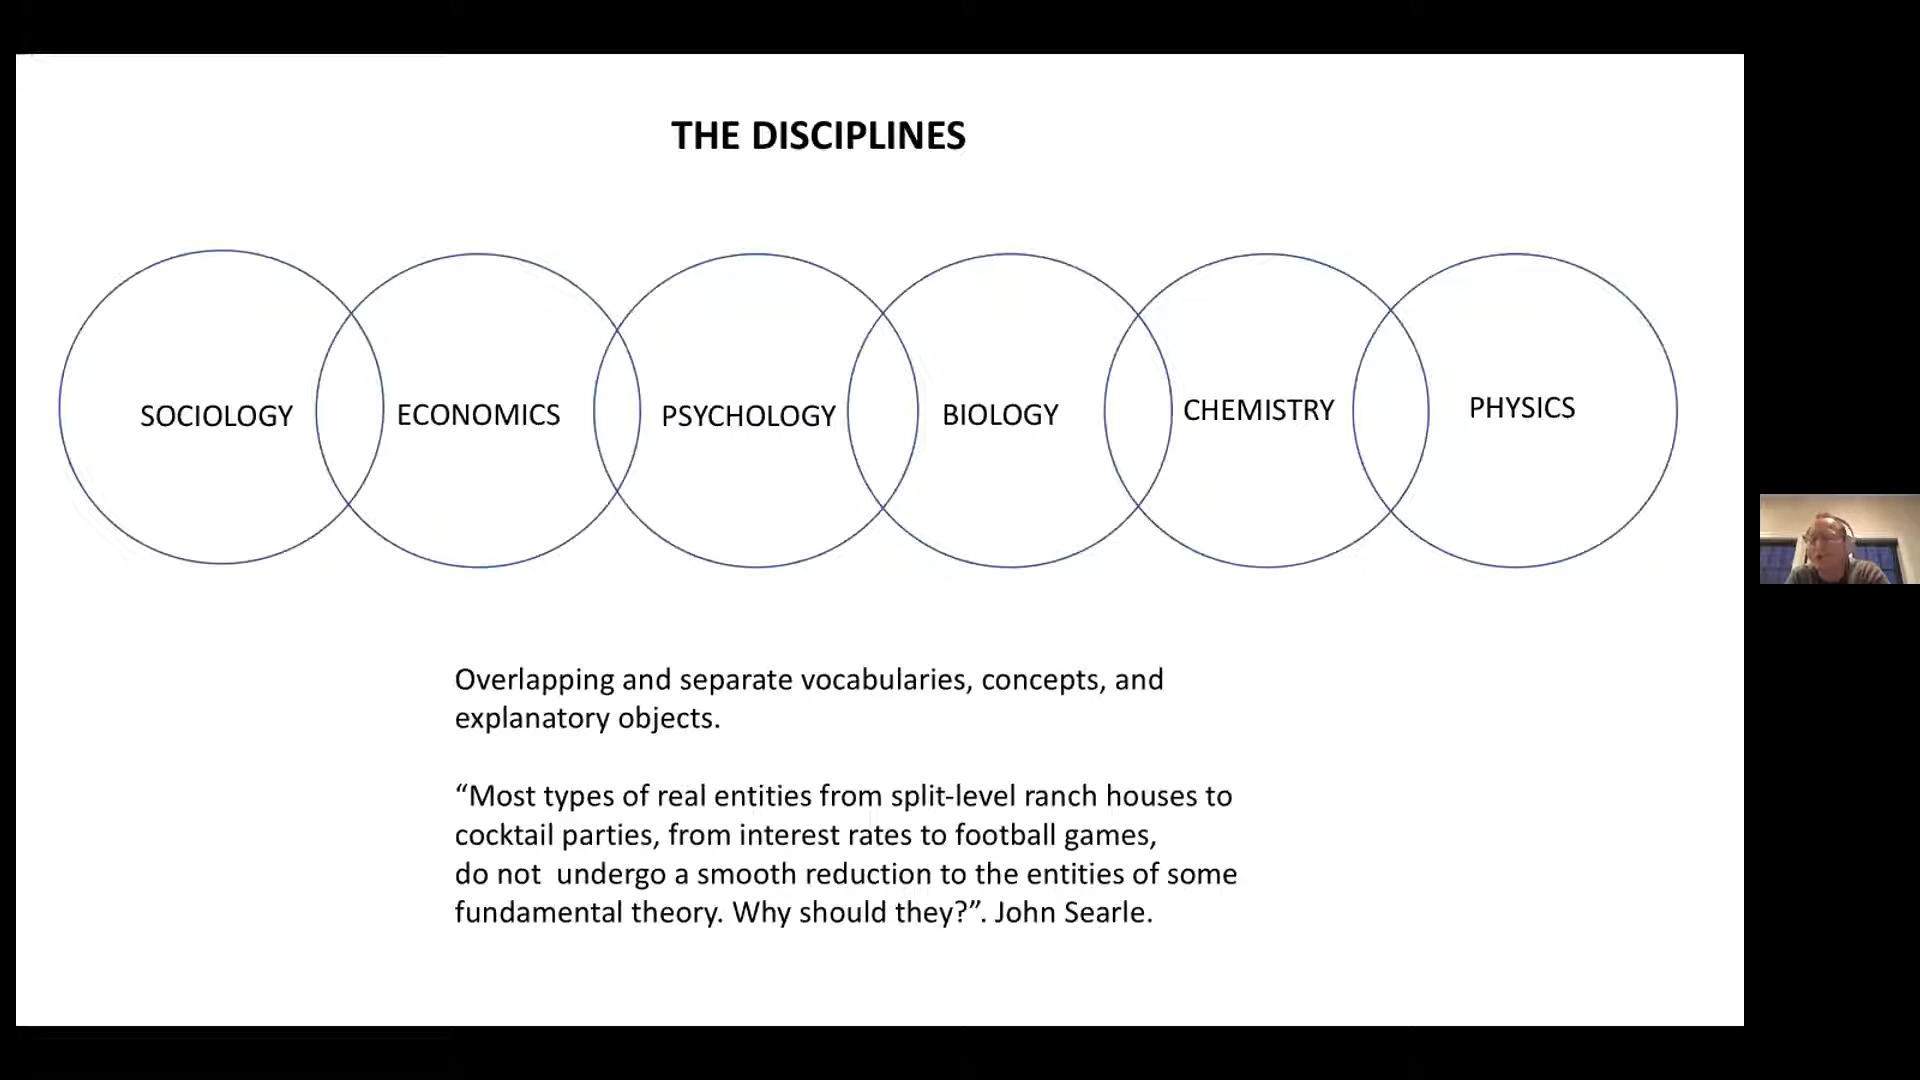 THE DISCIPLINES
SOCIOLOGY
ECONOMICS
PSYCHOLOGY
BIOLOGY
CHEMISTRY
PHYSICS
Overlapping and separate vocabularies, concepts, and
explanatory objects.
“Most types of real entities from split-level ranch houses to
cocktail parties, from interest rates to football games,
do not  undergo a smooth reduction to the entities of some
fundamental theory. Why should they?”. John Searle.